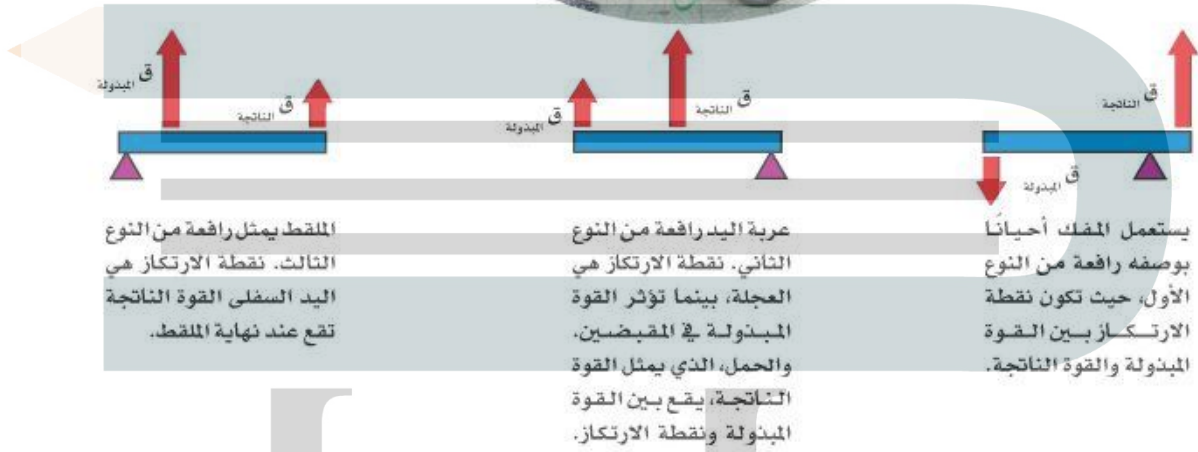 ق الناتجة
ق المبذولة
يستعمل المفك أحيانًا
بوصفه رافعة من النوع
الأول، حيث تكون نقطة
الارتكاز بين القوة
المبذولة والقوة الناتجة.
ق الناتجة
ق المبذولة
عربة اليد رافعة من النوع
الثاني. نقطة الارتكاز هي
العجلة، بينما تؤثر القوة
المبذولة في المقبضين.
والحمل، الذي يمثل القوة
الناتجة، يقع بين القوة
المبذولة ونقطة الارتكاز.
ق المبذولة
ق الناتجة
الملقط يمثل رافعة من النوع
الثالث. نقطة الارتكاز هي
اليد السفلى القوة الناتجة
تقع عند نهاية الملقط.